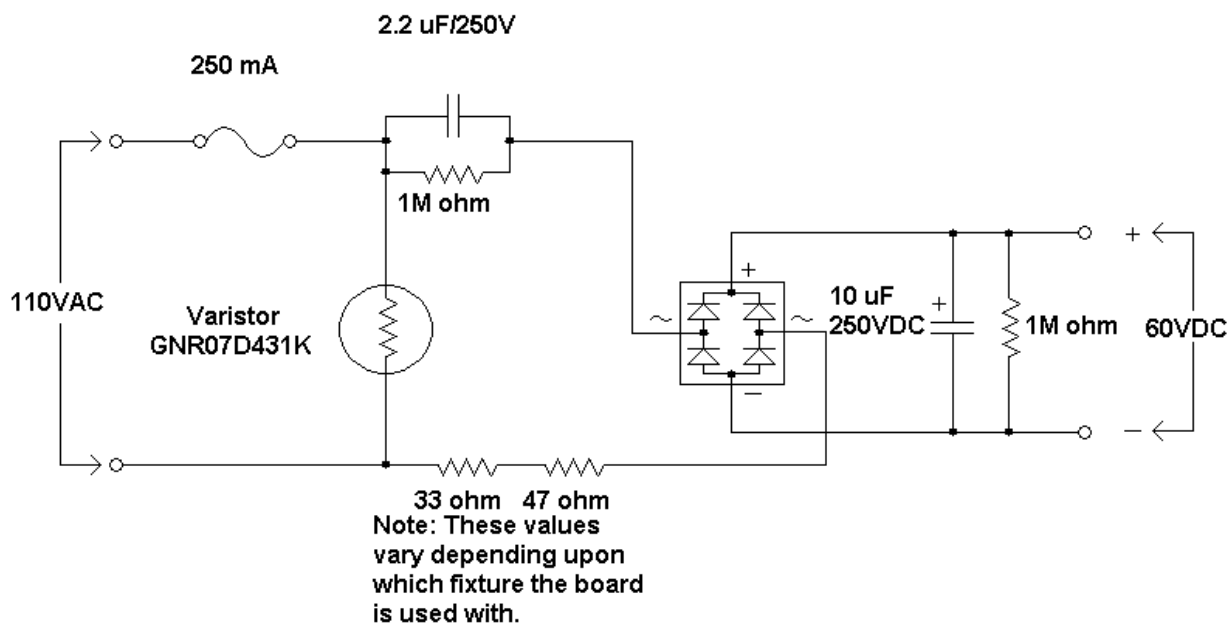 2.2 uF/250V
250 mA
1M ohm
110VAC
Varistor
GNR07D431K
+
~
~
−
10 uF
250VDC
+
1M ohm
+
60VDC
−
33 ohm
47 ohm
Note: These values
vary depending upon
which fixture the board
is used with.